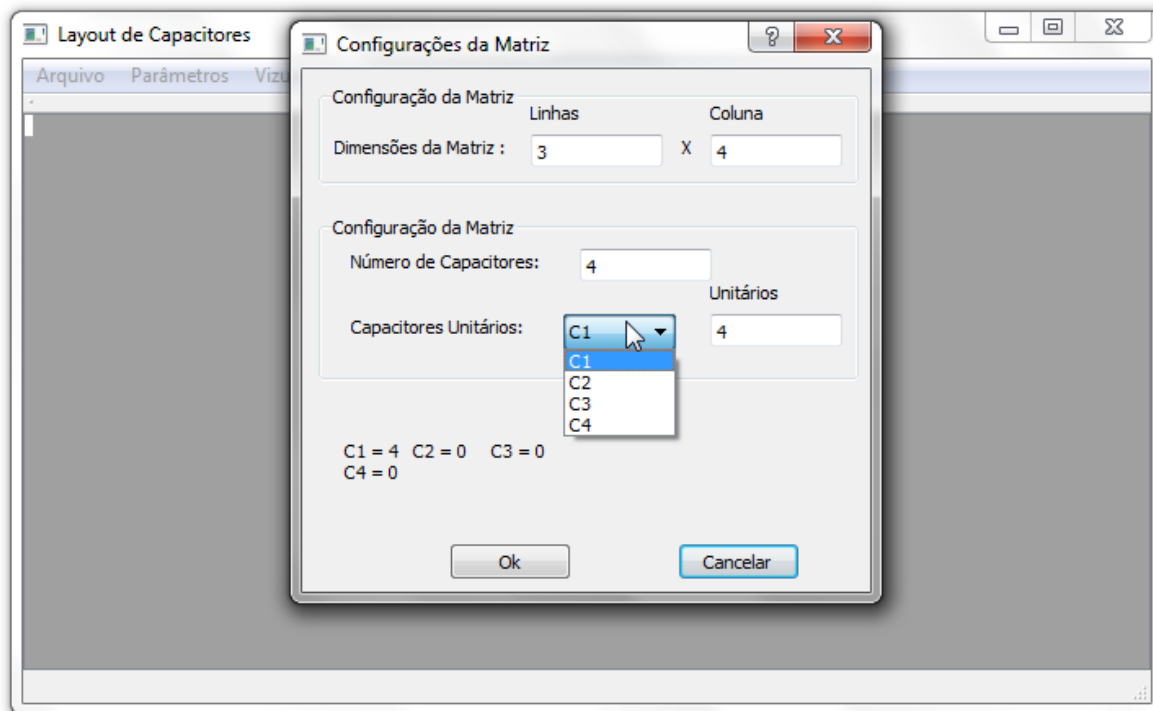 Layout de Capacitores
Configurações da Matriz
Arquivo Parâmetros
Configuração da Matriz
Linhas Coluna
Dimensões da Matriz : 3 X 4
Configuração da Matriz
Número de Capacitores: 4
Unitários
Capacitores Unitários: C1 4
C1
C2
C3
C4
C1 = 4 C2 = 0 C3 = 0
C4 = 0
Ok Cancelar